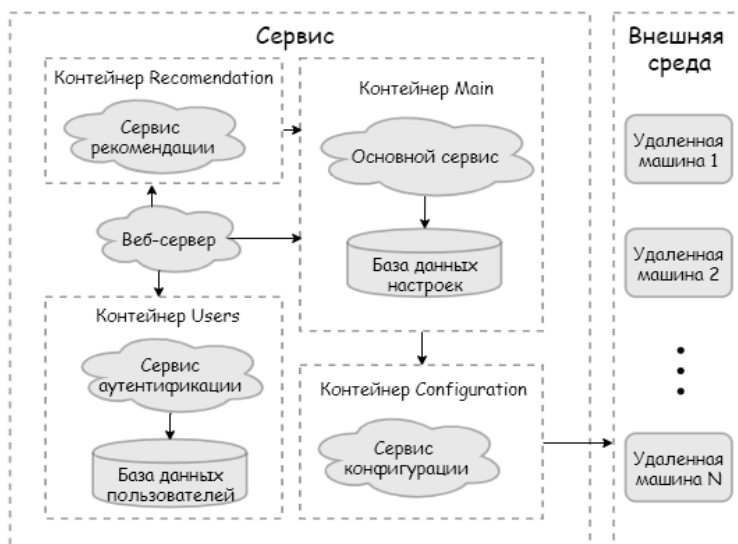 Сервис
Контейнер Recomendation
Сервис
рекомендации
Веб-сервер
Контейнер Users
Сервис
аутентификации
База данных
пользователей
Контейнер Main
Основной сервис
База данных
настроек
Контейнер Configuration
Сервис
конфигурации
Внешняя
среда
Удаленная
машина 1
Удаленная
машина 2
Удаленная
машина N